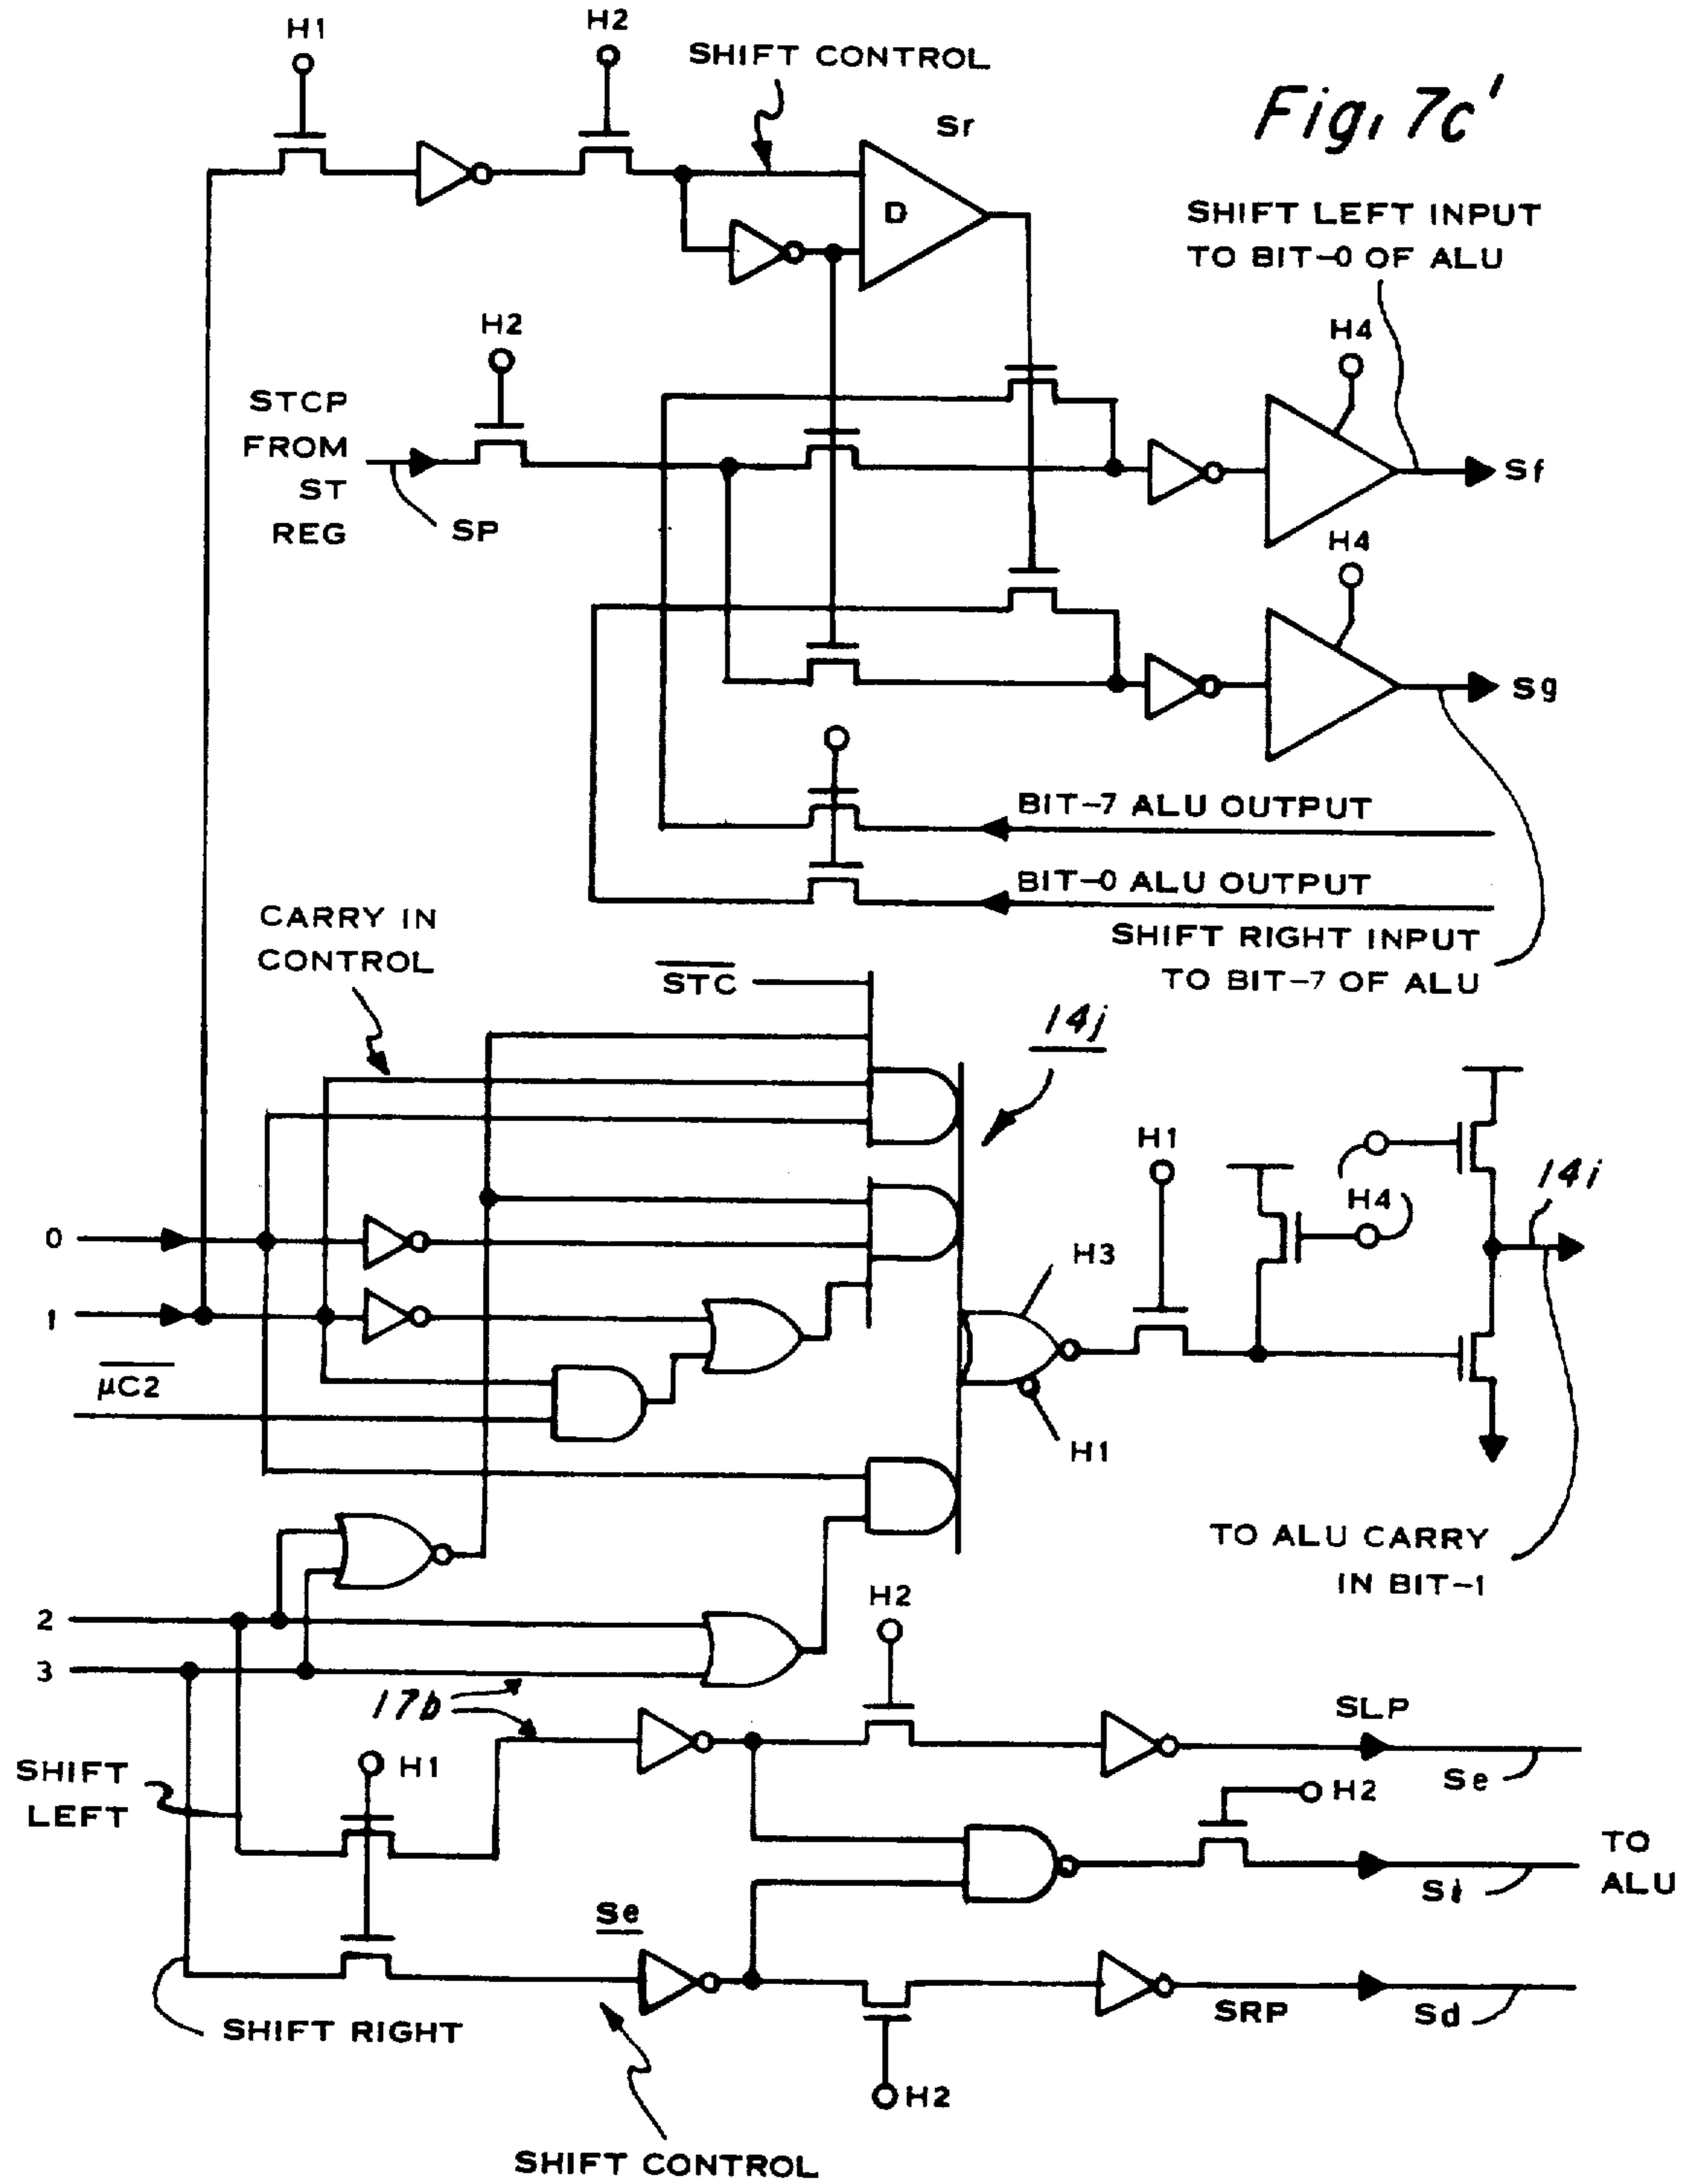 H1
H2
SHIFT CONTROL
Sr
Fig. 7c'
D
SHIFT LEFT INPUT
TO BIT-0 OF ALU
H2
H4
STCP
FROM
ST
REG
SP
Sf
H4
Sg
BIT-7 ALU OUTPUT
BIT-0 ALU OUTPUT
CARRY IN
CONTROL
SHIFT RIGHT INPUT
TO BIT-7 OF ALU
STC
14j
H1
14i
H4
0
H3
1
μC2
H1
TO ALU CARRY
IN BIT-1
2
H2
3
17b
SLP
SHIFT
LEFT
H1
Se
H2
TO
ALU
Si
Se
SRP
Sd
SHIFT RIGHT
H2
SHIFT CONTROL